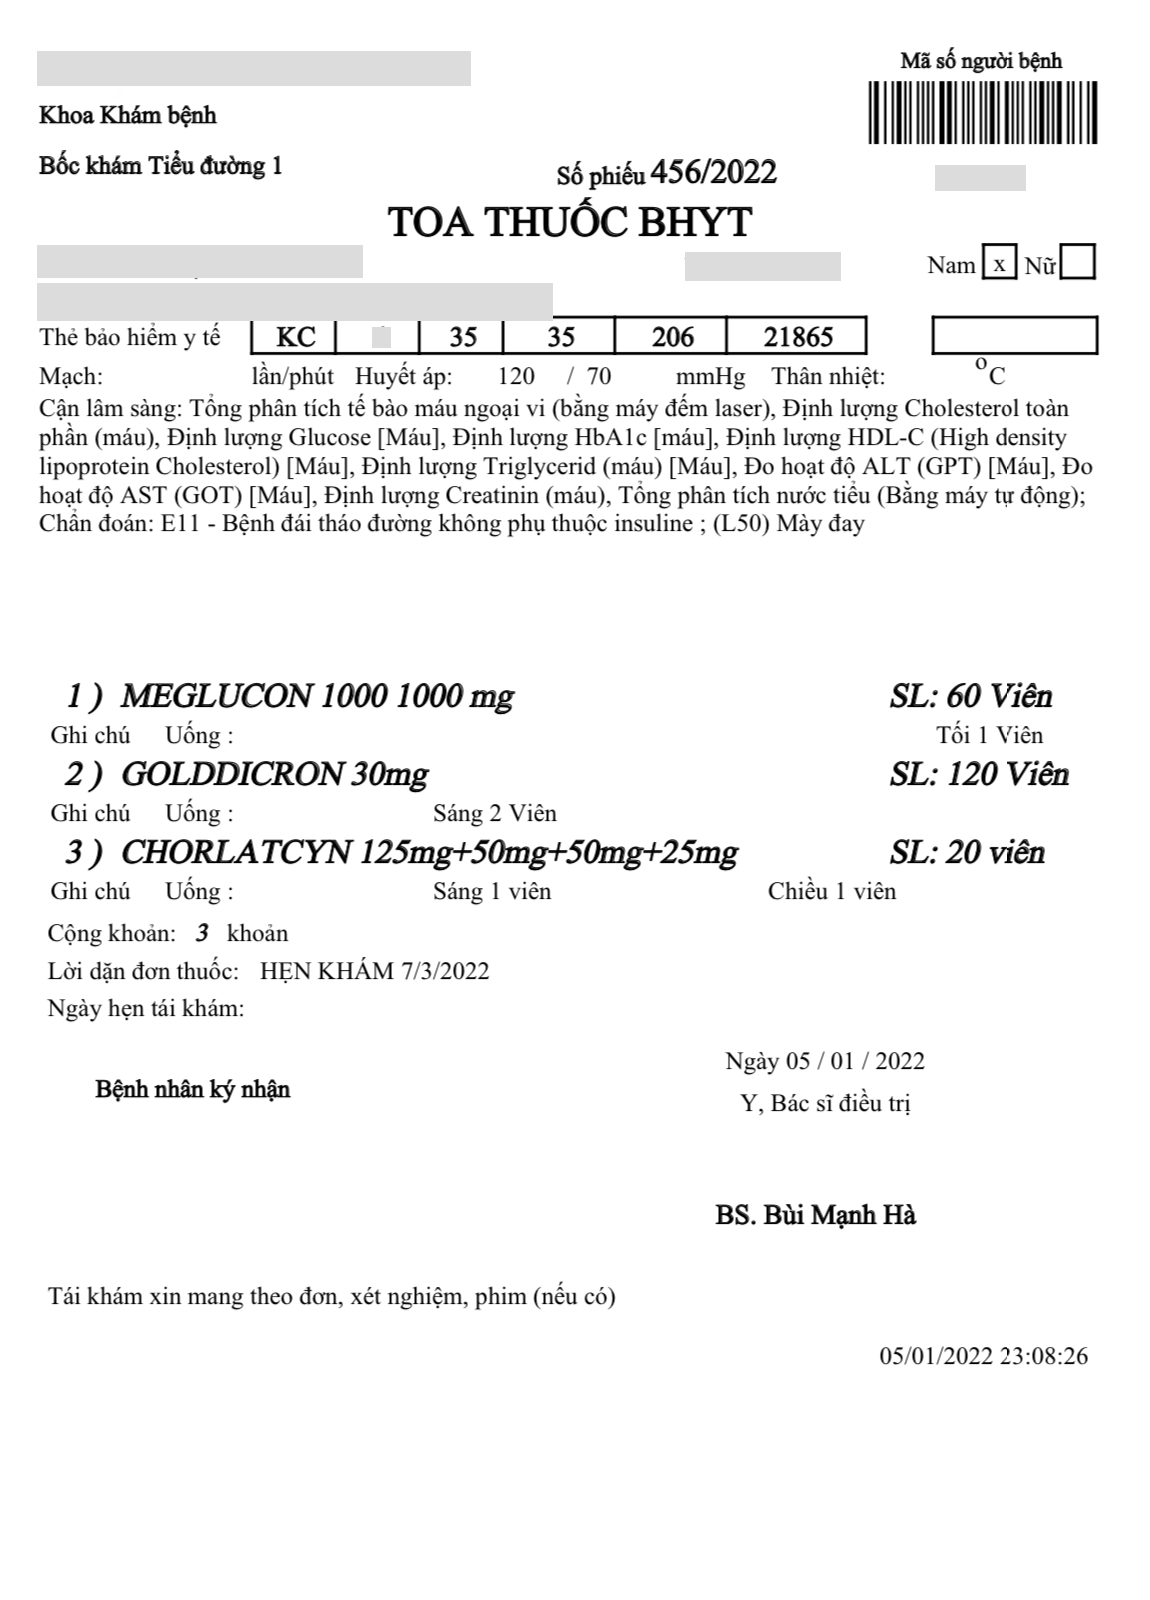 Mã số người bệnh
Khoa Khám bệnh
Bốc khám Tiểu đường 1
Số phiếu 456/2022
TOA THUỐC BHYT
Nam x Nữ
Thẻ bảo hiểm y tế KC 35 35 206 21865
Mạch: lần/phút Huyết áp: 120 / 70 mmHg Thân nhiệt: °C
Cận lâm sàng: Tổng phân tích tế bào máu ngoại vi (bằng máy đếm laser), Định lượng Cholesterol toàn
phần (máu), Định lượng Glucose [Máu], Định lượng HbA1c [máu], Định lượng HDL-C (High density
lipoprotein Cholesterol) [Máu], Định lượng Triglycerid (máu) [Máu], Đo hoạt độ ALT (GPT) [Máu], Đo
hoạt độ AST (GOT) [Máu], Định lượng Creatinin (máu), Tổng phân tích nước tiểu (Bằng máy tự động);
Chẩn đoán: E11 - Bệnh đái tháo đường không phụ thuộc insuline ; (L50) Mày đay
1 ) MEGLUCON 1000 1000 mg SL: 60 Viên
Ghi chú Uống : Tối 1 Viên
2 ) GOLDDICRON 30mg SL: 120 Viên
Ghi chú Uống : Sáng 2 Viên
3 ) CHORLATCYN 125mg+50mg+50mg+25mg SL: 20 viên
Ghi chú Uống : Sáng 1 viên Chiều 1 viên
Cộng khoản: 3 khoản
Lời dặn đơn thuốc: HẸN KHÁM 7/3/2022
Ngày hẹn tái khám:
Ngày 05 / 01 / 2022
Bệnh nhân ký nhận
Y, Bác sĩ điều trị
BS. Bùi Mạnh Hà
Tái khám xin mang theo đơn, xét nghiệm, phim (nếu có)
05/01/2022 23:08:26